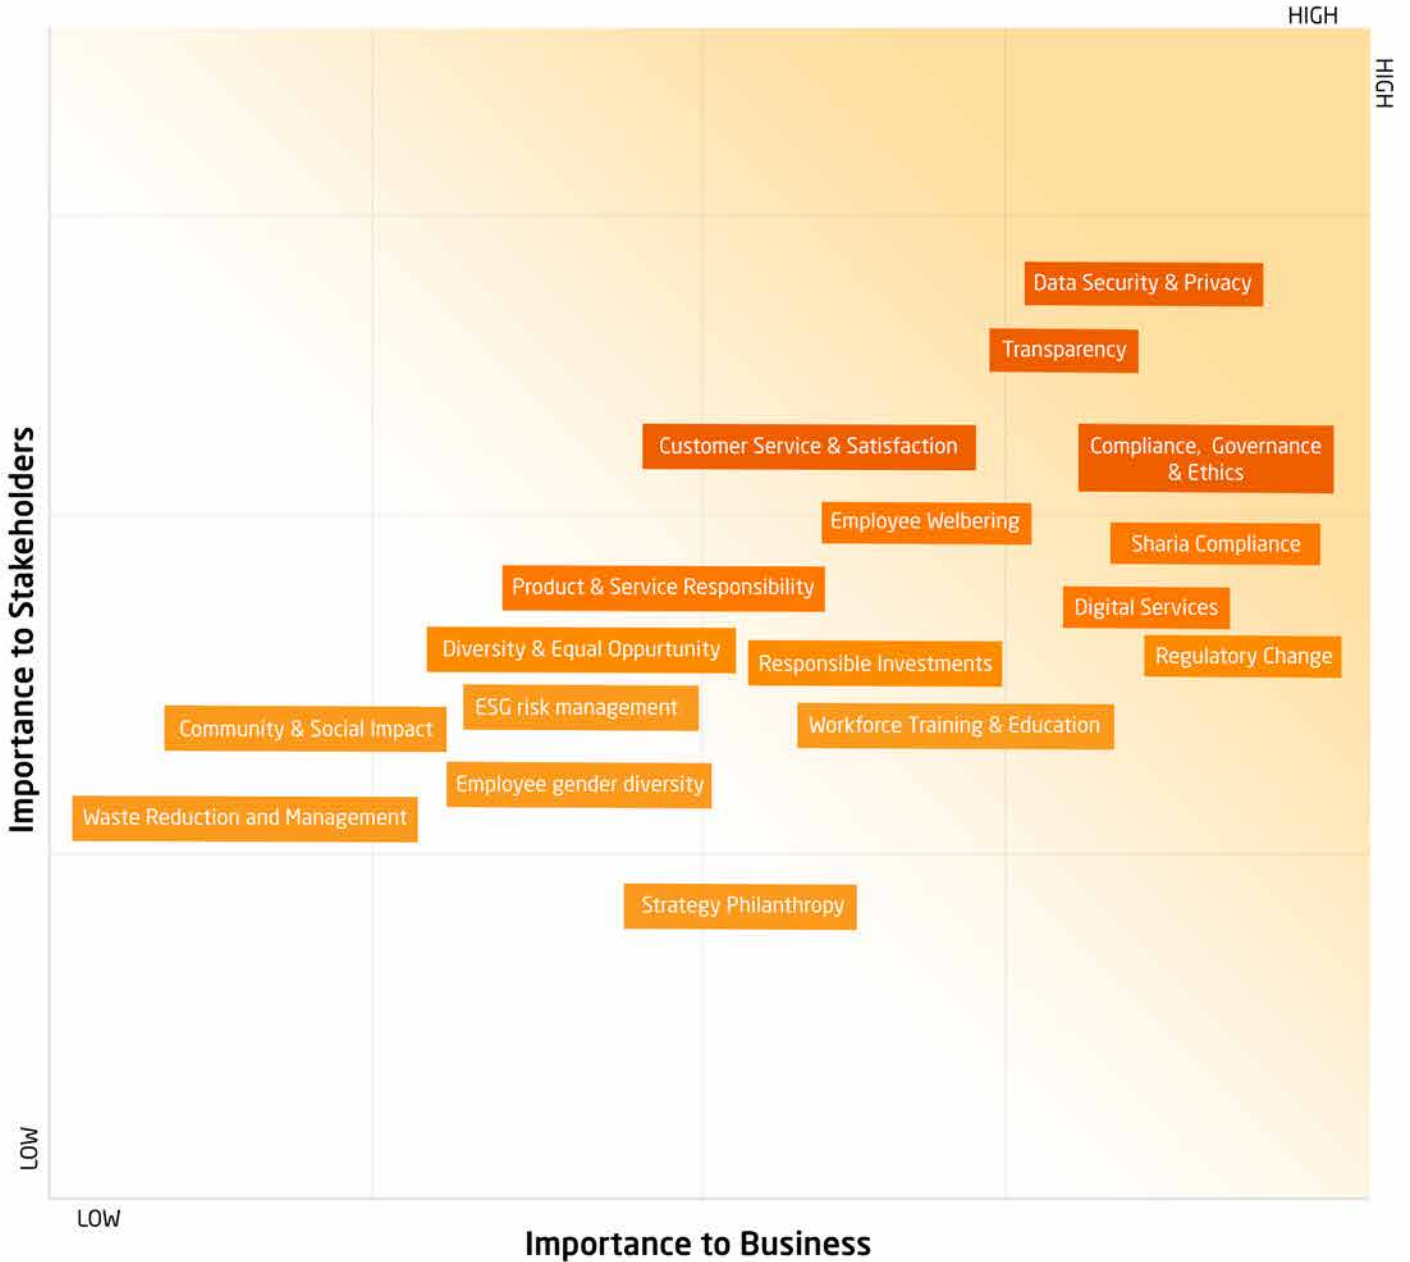 HIGH
HIGH
Data Security & Privacy
Transparency
Customer Service & Satisfaction
Compliance, Governance
& Ethics
Employee Welbering
Sharia Compliance
Product & Service Responsibility
Digital Services
Diversity & Equal Oppurtunity
Responsible Investments
Regulatory Change
ESG risk management
Community & Social Impact
Workforce Training & Education
Employee gender diversity
Waste Reduction and Management
Strategy Philanthropy
Importance to Stakeholders
LOW
LOW
Importance to Business